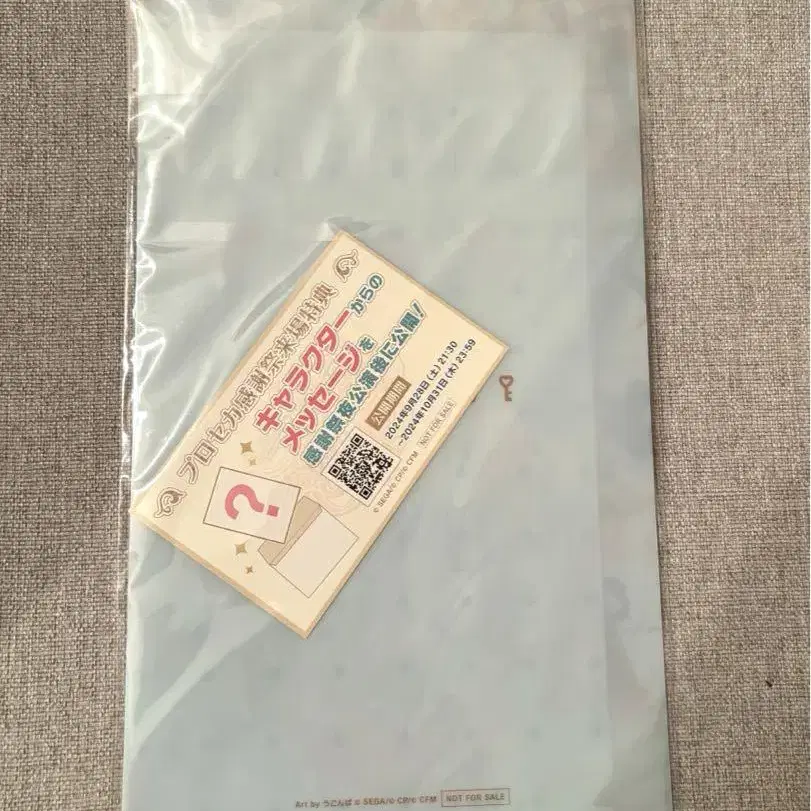 プロセカ感謝祭来場特典
キャラクターからの
メッセージを
感謝祭夜公演後に公開!
公開期間
2024年9月28日(土) 21:30
~2024年10月31日(木) 23:59
© SEGA/© CP/© CFM NOT FOR SALE
?
Art by うこんば © SEGA/© CP/© CFM NOT FOR SALE